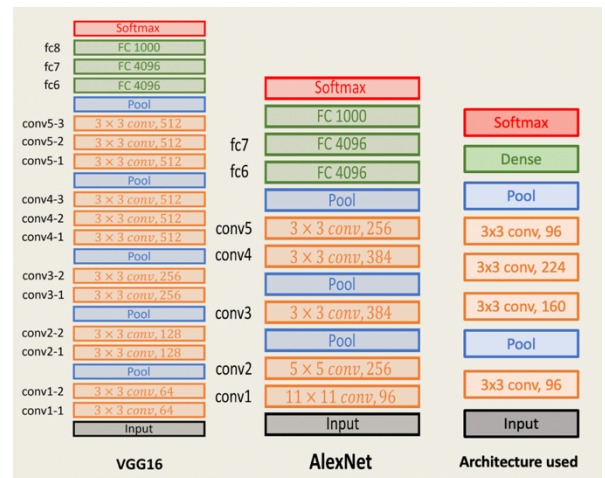 Softmax
fc8 FC 1000
fc7 FC 4096
fc6 FC 4096
Pool
conv5-3 3 × 3 conv, 512
conv5-2 3 × 3 conv, 512
conv5-1 3 × 3 conv, 512
Pool
conv4-3 3 × 3 conv, 512
conv4-2 3 × 3 conv, 512
conv4-1 3 × 3 conv, 512
Pool
conv3-2 3 × 3 conv, 256
conv3-1 3 × 3 conv, 256
Pool
conv2-2 3 × 3 conv, 128
conv2-1 3 × 3 conv, 128
Pool
conv1-2 3 × 3 conv, 64
conv1-1 3 × 3 conv, 64
Input
VGG16
Softmax
FC 1000
fc7 FC 4096
fc6 FC 4096
Pool
conv5 3 × 3 conv, 256
conv4 3 × 3 conv, 384
Pool
conv3 3 × 3 conv, 384
Pool
conv2 5 × 5 conv, 256
conv1 11 × 11 conv, 96
Input
AlexNet
Softmax
Dense
Pool
3x3 conv, 96
3x3 conv, 224
3x3 conv, 160
Pool
3x3 conv, 96
Input
Architecture used